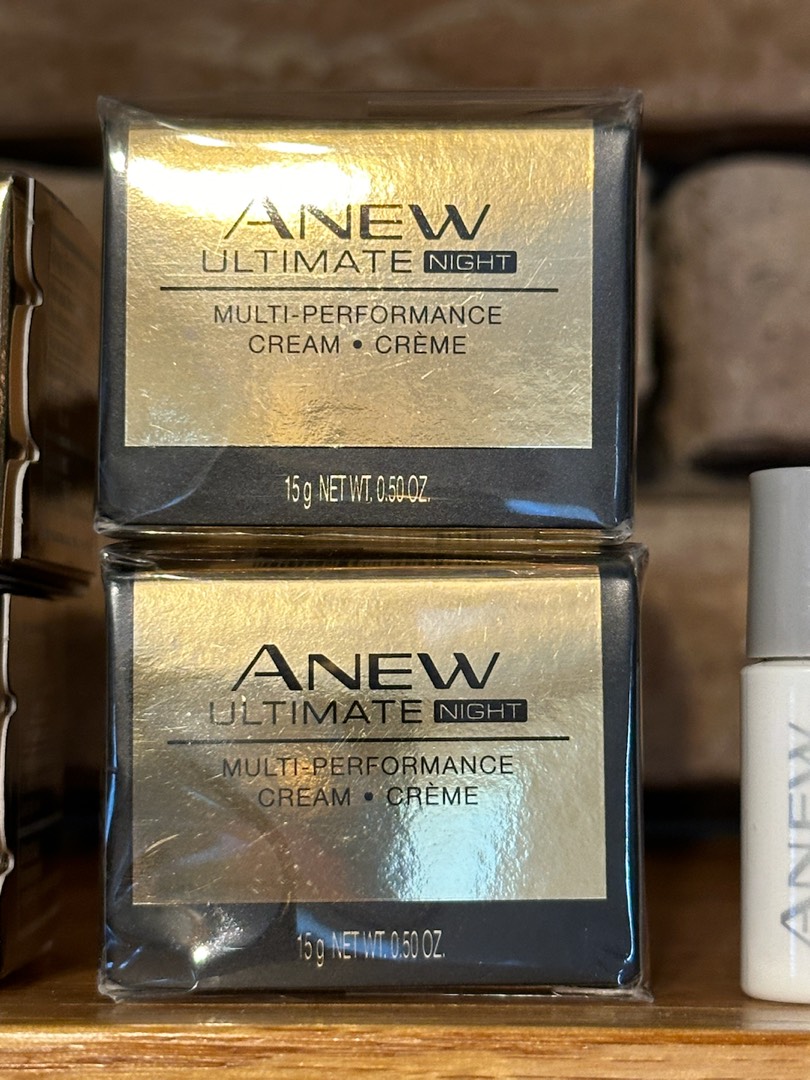 ANEW
ULTIMATE NIGHT
MULTI-PERFORMANCE
CREAM • CRÈME
15 g NET WT. 0.50 OZ.
ANEW
ULTIMATE NIGHT
MULTI-PERFORMANCE
CREAM • CRÈME
15 g NET WT. 0.50 OZ.
ANEW